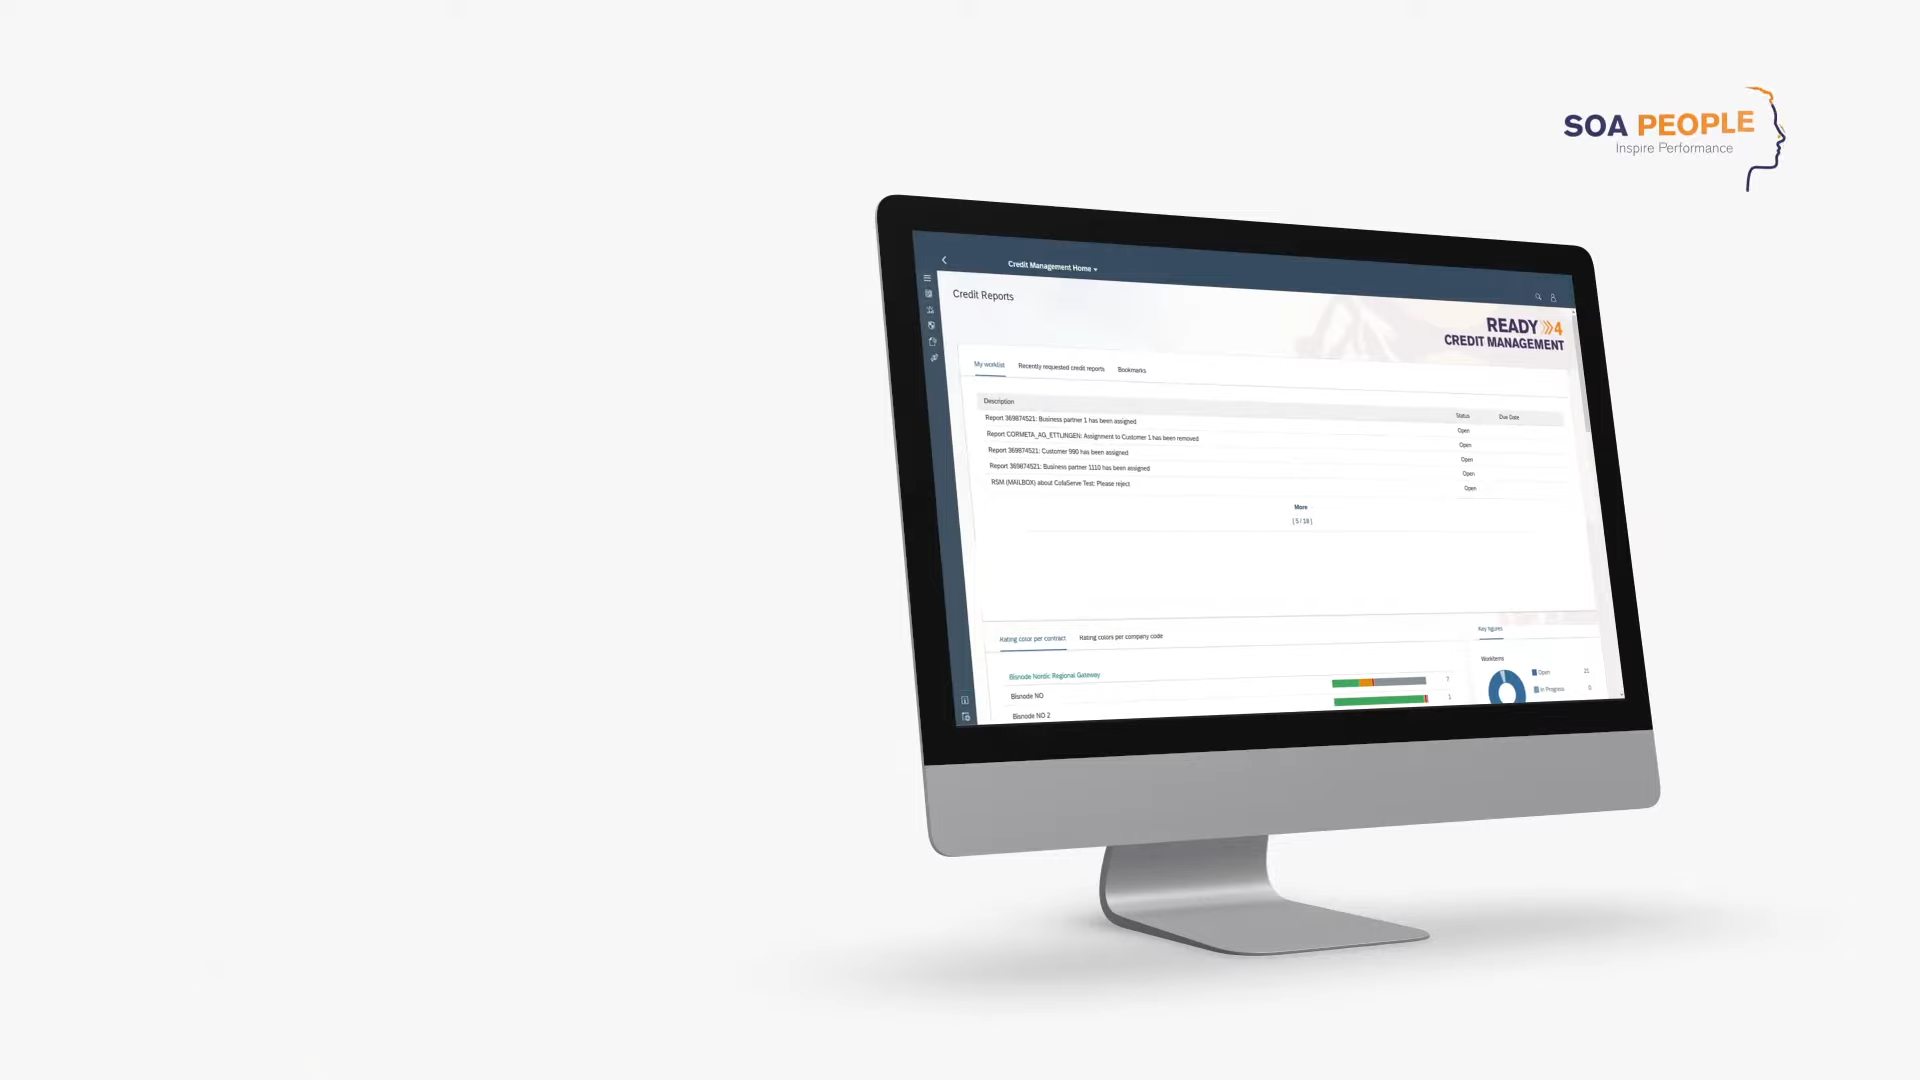 SOA PEOPLE
Inspire Performance
Credit Management Home
Credit Reports
READY 4
CREDIT MANAGEMENT
My worklist Recently requested credit reports Bookmarks
Description Status Due Date
Report 369874521: Business partner 1 has been assigned Open
Report CORMETA_AG_ETTLINGEN: Assignment to Customer 1 has been removed Open
Report 369874521: Customer 990 has been assigned Open
Report 369874521: Business partner 1110 has been assigned Open
RSM (MAILBOX) about CofaServe Test: Please reject Open
More
[ 5 / 18 ]
Rating color per contract Rating colors per company code Key figures
Workitems
Bisnode Nordic Regional Gateway 7 Open 21
Bisnode NO 1 In Progress 0
Bisnode NO 2